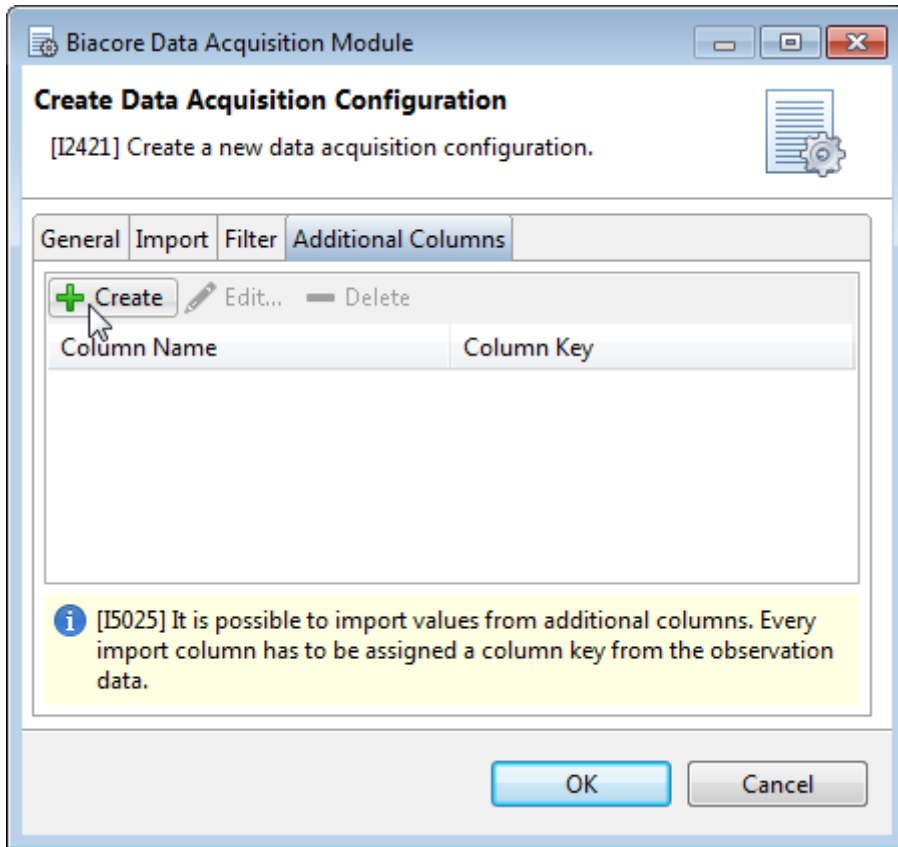 Biacore Data Acquisition Module
Create Data Acquisition Configuration
[I2421] Create a new data acquisition configuration.
General Import Filter Additional Columns
Create Edit... Delete
Column Name Column Key
[I5025] It is possible to import values from additional columns. Every
import column has to be assigned a column key from the observation
data.
OK Cancel